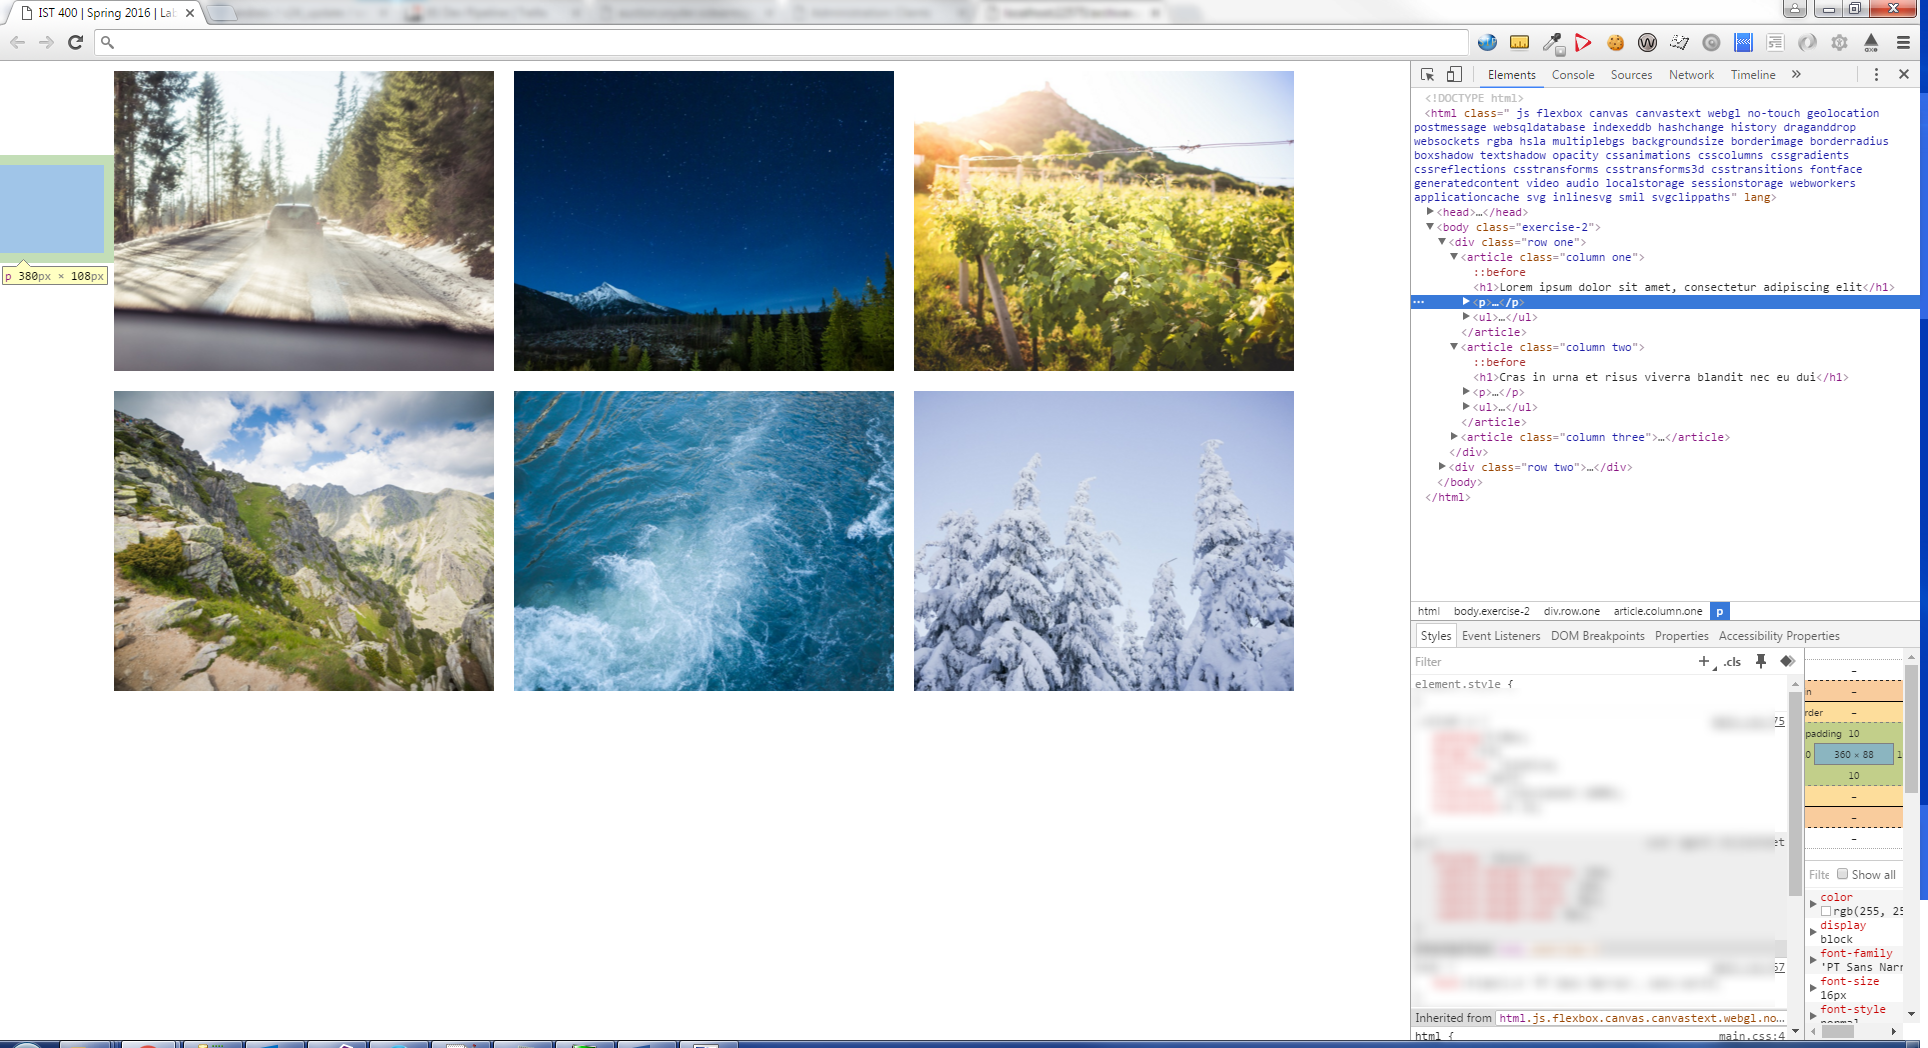 IST 400 | Spring 2016 | Lab
p 380px × 108px
Elements Console Sources Network Timeline »
<!DOCTYPE html>
<html class=" js flexbox canvas canvastext webgl no-touch geolocation
postmessage websqldatabase indexeddb hashchange history draganddrop
websockets rgba hsla multiplebgs backgroundsize borderimage borderradius
boxshadow textshadow opacity cssanimations csscolumns cssgradients
cssreflections csstransforms csstransforms3d csstransitions fontface
generatedcontent video audio localstorage sessionstorage webworkers
applicationcache svg inlinesvg smil svgclippaths" lang>
<head>…</head>
<body class="exercise-2">
<div class="row one">
<article class="column one">
::before
<h1>Lorem ipsum dolor sit amet, consectetur adipiscing elit</h1>
<p>…</p>
<ul>…</ul>
</article>
<article class="column two">
::before
<h1>Cras in urna et risus viverra blandit nec eu dui</h1>
<p>…</p>
<ul>…</ul>
</article>
<article class="column three">…</article>
</div>
<div class="row two">…</div>
</body>
</html>
html body.exercise-2 div.row.one article.column.one p
Styles Event Listeners DOM Breakpoints Properties Accessibility Properties
Filter + .cls
element.style {
75
et
67
Inherited from html.js.flexbox.canvas.canvastext.webgl.no…
html { main.css:4
–
n –
rder –
padding 10
0 360 × 88 1
10
–
–
–
Filte Show all
color
rgb(255, 25
display
block
font-family
'PT Sans Narr
font-size
16px
font-style
normal